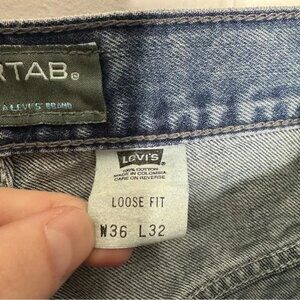 RTAB®
A LEVI'S BRAND
LEVI'S
100% COTTON
MADE IN COLOMBIA
CARE ON REVERSE
LOOSE FIT
W36 L32